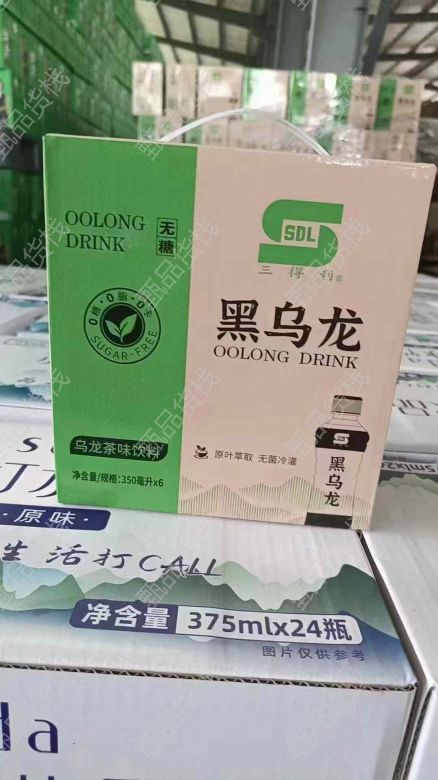 OOLONG
DRINK
无糖
0糖·0脂·0卡
SUGAR-FREE
乌龙茶味饮料
净含量/规格:350毫升x6
SDL
三得利®
黑乌龙
OOLONG DRINK
原叶萃取 无菌冷灌
黑乌龙
原味
生活打CALL
净含量 375mlx24瓶
图片仅供参考
甄品货栈